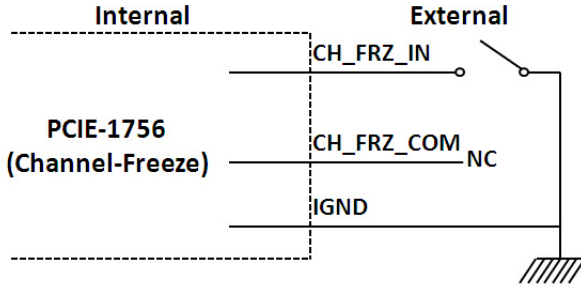 Internal
External
CH_FRZ_IN
PCIE-1756
(Channel-Freeze)
CH_FRZ_COM
NC
IGND